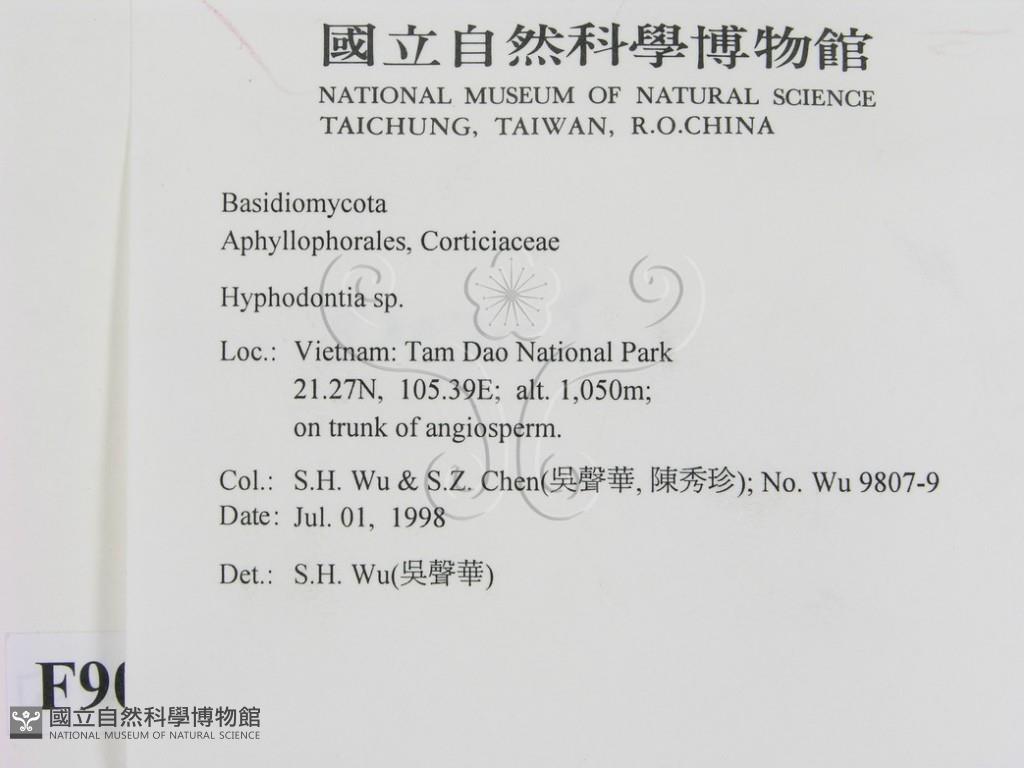 國立自然科學博物館
NATIONAL MUSEUM OF NATURAL SCIENCE
TAICHUNG, TAIWAN, R.O.CHINA
Basidiomycota
Aphyllophorales, Corticiaceae
Hyphodontia sp.
Loc.: Vietnam: Tam Dao National Park
21.27N, 105.39E; alt. 1,050m;
on trunk of angiosperm.
Col.: S.H. Wu & S.Z. Chen(吳聲華, 陳秀珍); No. Wu 9807-9
Date: Jul. 01, 1998
Det.: S.H. Wu(吳聲華)
國立自然科學博物館
NATIONAL MUSEUM OF NATURAL SCIENCE